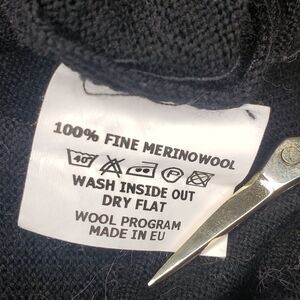 100% FINE MERINOWOOL
40
P
WASH INSIDE OUT
DRY FLAT
WOOL PROGRAM
MADE IN EU